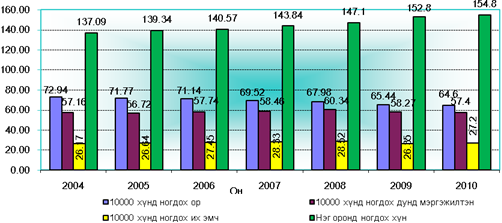 160.00
140.00
120.00
100.00
80.00
60.00
40.00
20.00
0.00
137.09 139.34 140.57 143.84 147.1 152.8 154.8
72.94 71.77 71.14 69.52 67.98 65.44 64.6
57.16 56.72 57.74 58.46 60.34 58.27 57.4
26.64 27.45 28.33 28.52 27.2
2004 2005 2006 2007 2008 2009 2010
Он
10000 хүнд ногдох ор 10000 хүнд ногдох дунд мэргэжилтэн
10000 хүнд ногдох их эмч Нэг оронд ногдох хүн